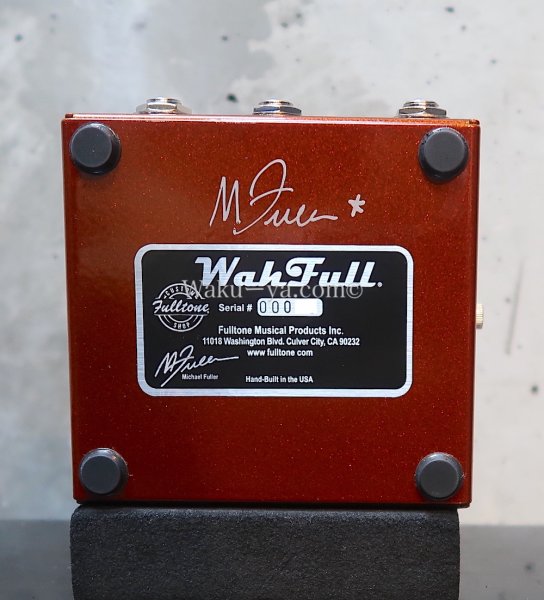 M Fuller *
WahFull®
Waku-ya.com©
CUSTOM
Fulltone®
SHOP
Serial # 000
Fulltone Musical Products Inc.
11018 Washington Blvd. Culver City, CA 90232
www.fulltone.com
M Fuller
Michael Fuller
Hand-Built in the USA